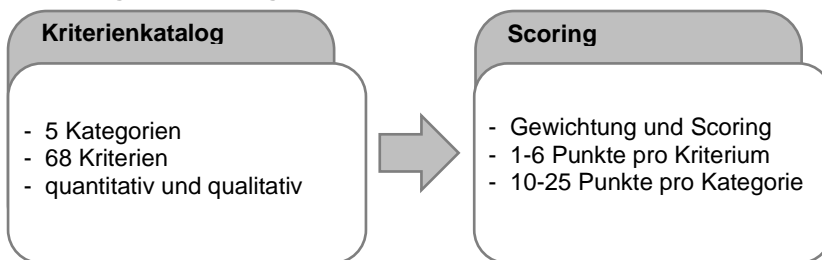 Kriterienkatalog
- 5 Kategorien
- 68 Kriterien
- quantitativ und qualitativ
Scoring
- Gewichtung und Scoring
- 1-6 Punkte pro Kriterium
- 10-25 Punkte pro Kategorie